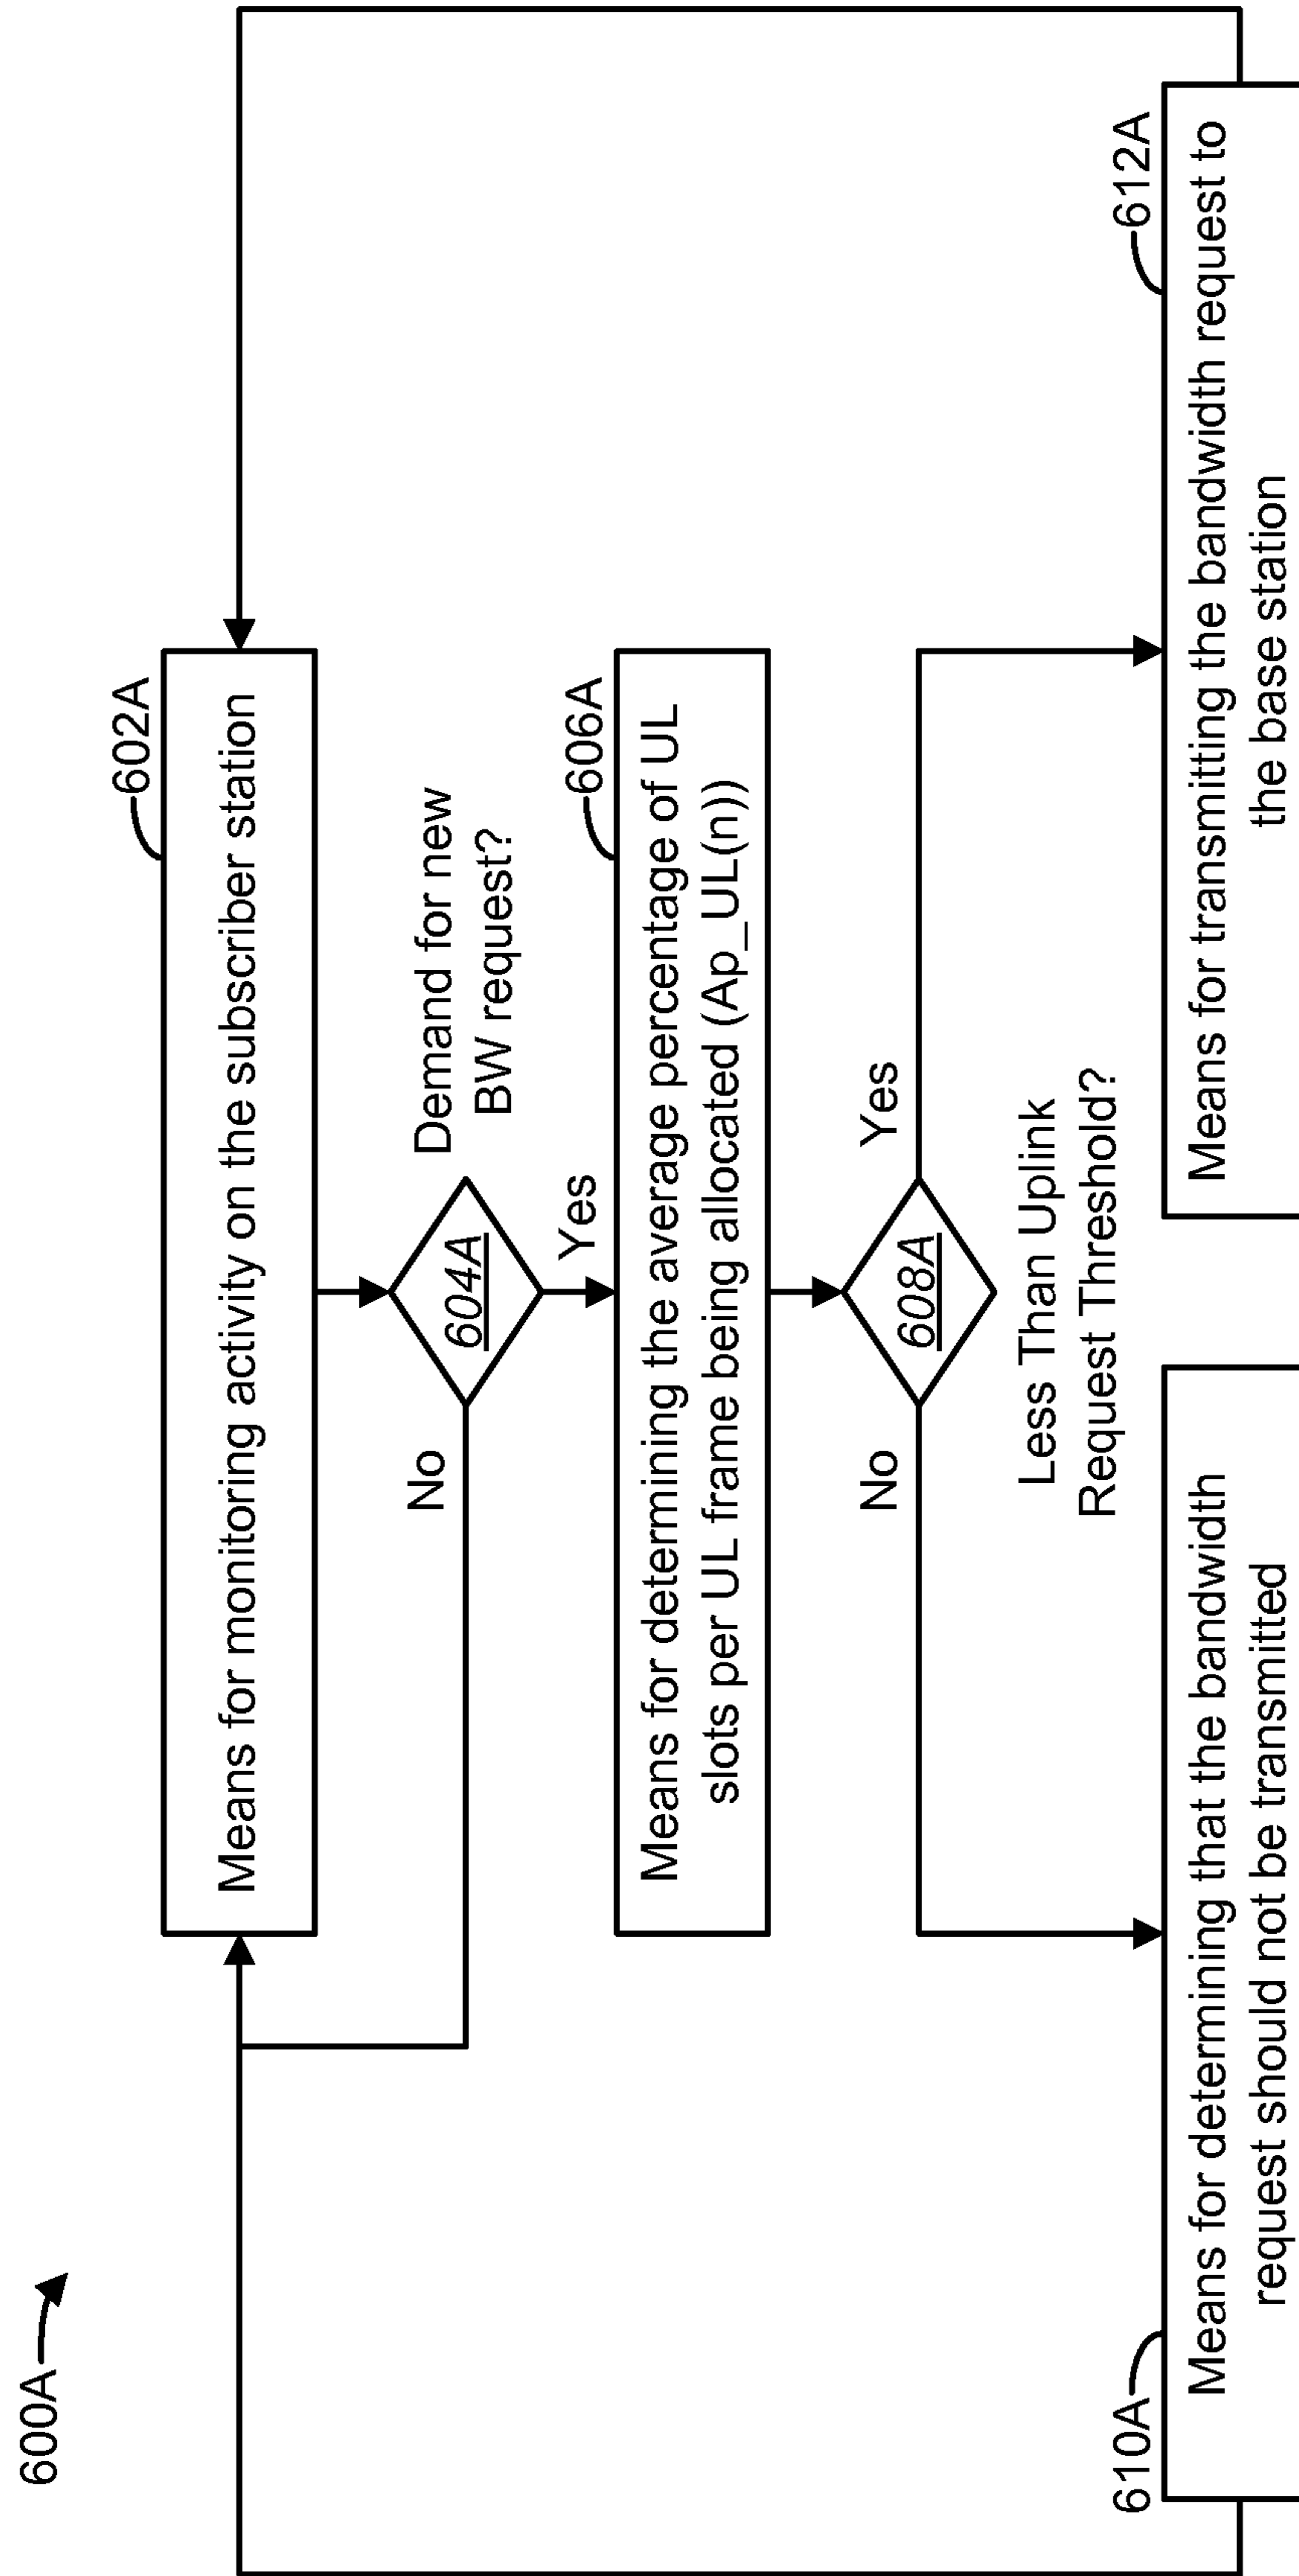 600A
602A
Means for monitoring activity on the subscriber station
Demand for new
BW request?
604A
No
Yes
606A
Means for determining the average percentage of UL
slots per UL frame being allocated (Ap_UL(n))
No
608A
Yes
Less Than Uplink
Request Threshold?
610A
Means for determining that the bandwidth
request should not be transmitted
612A
Means for transmitting the bandwidth request to
the base station